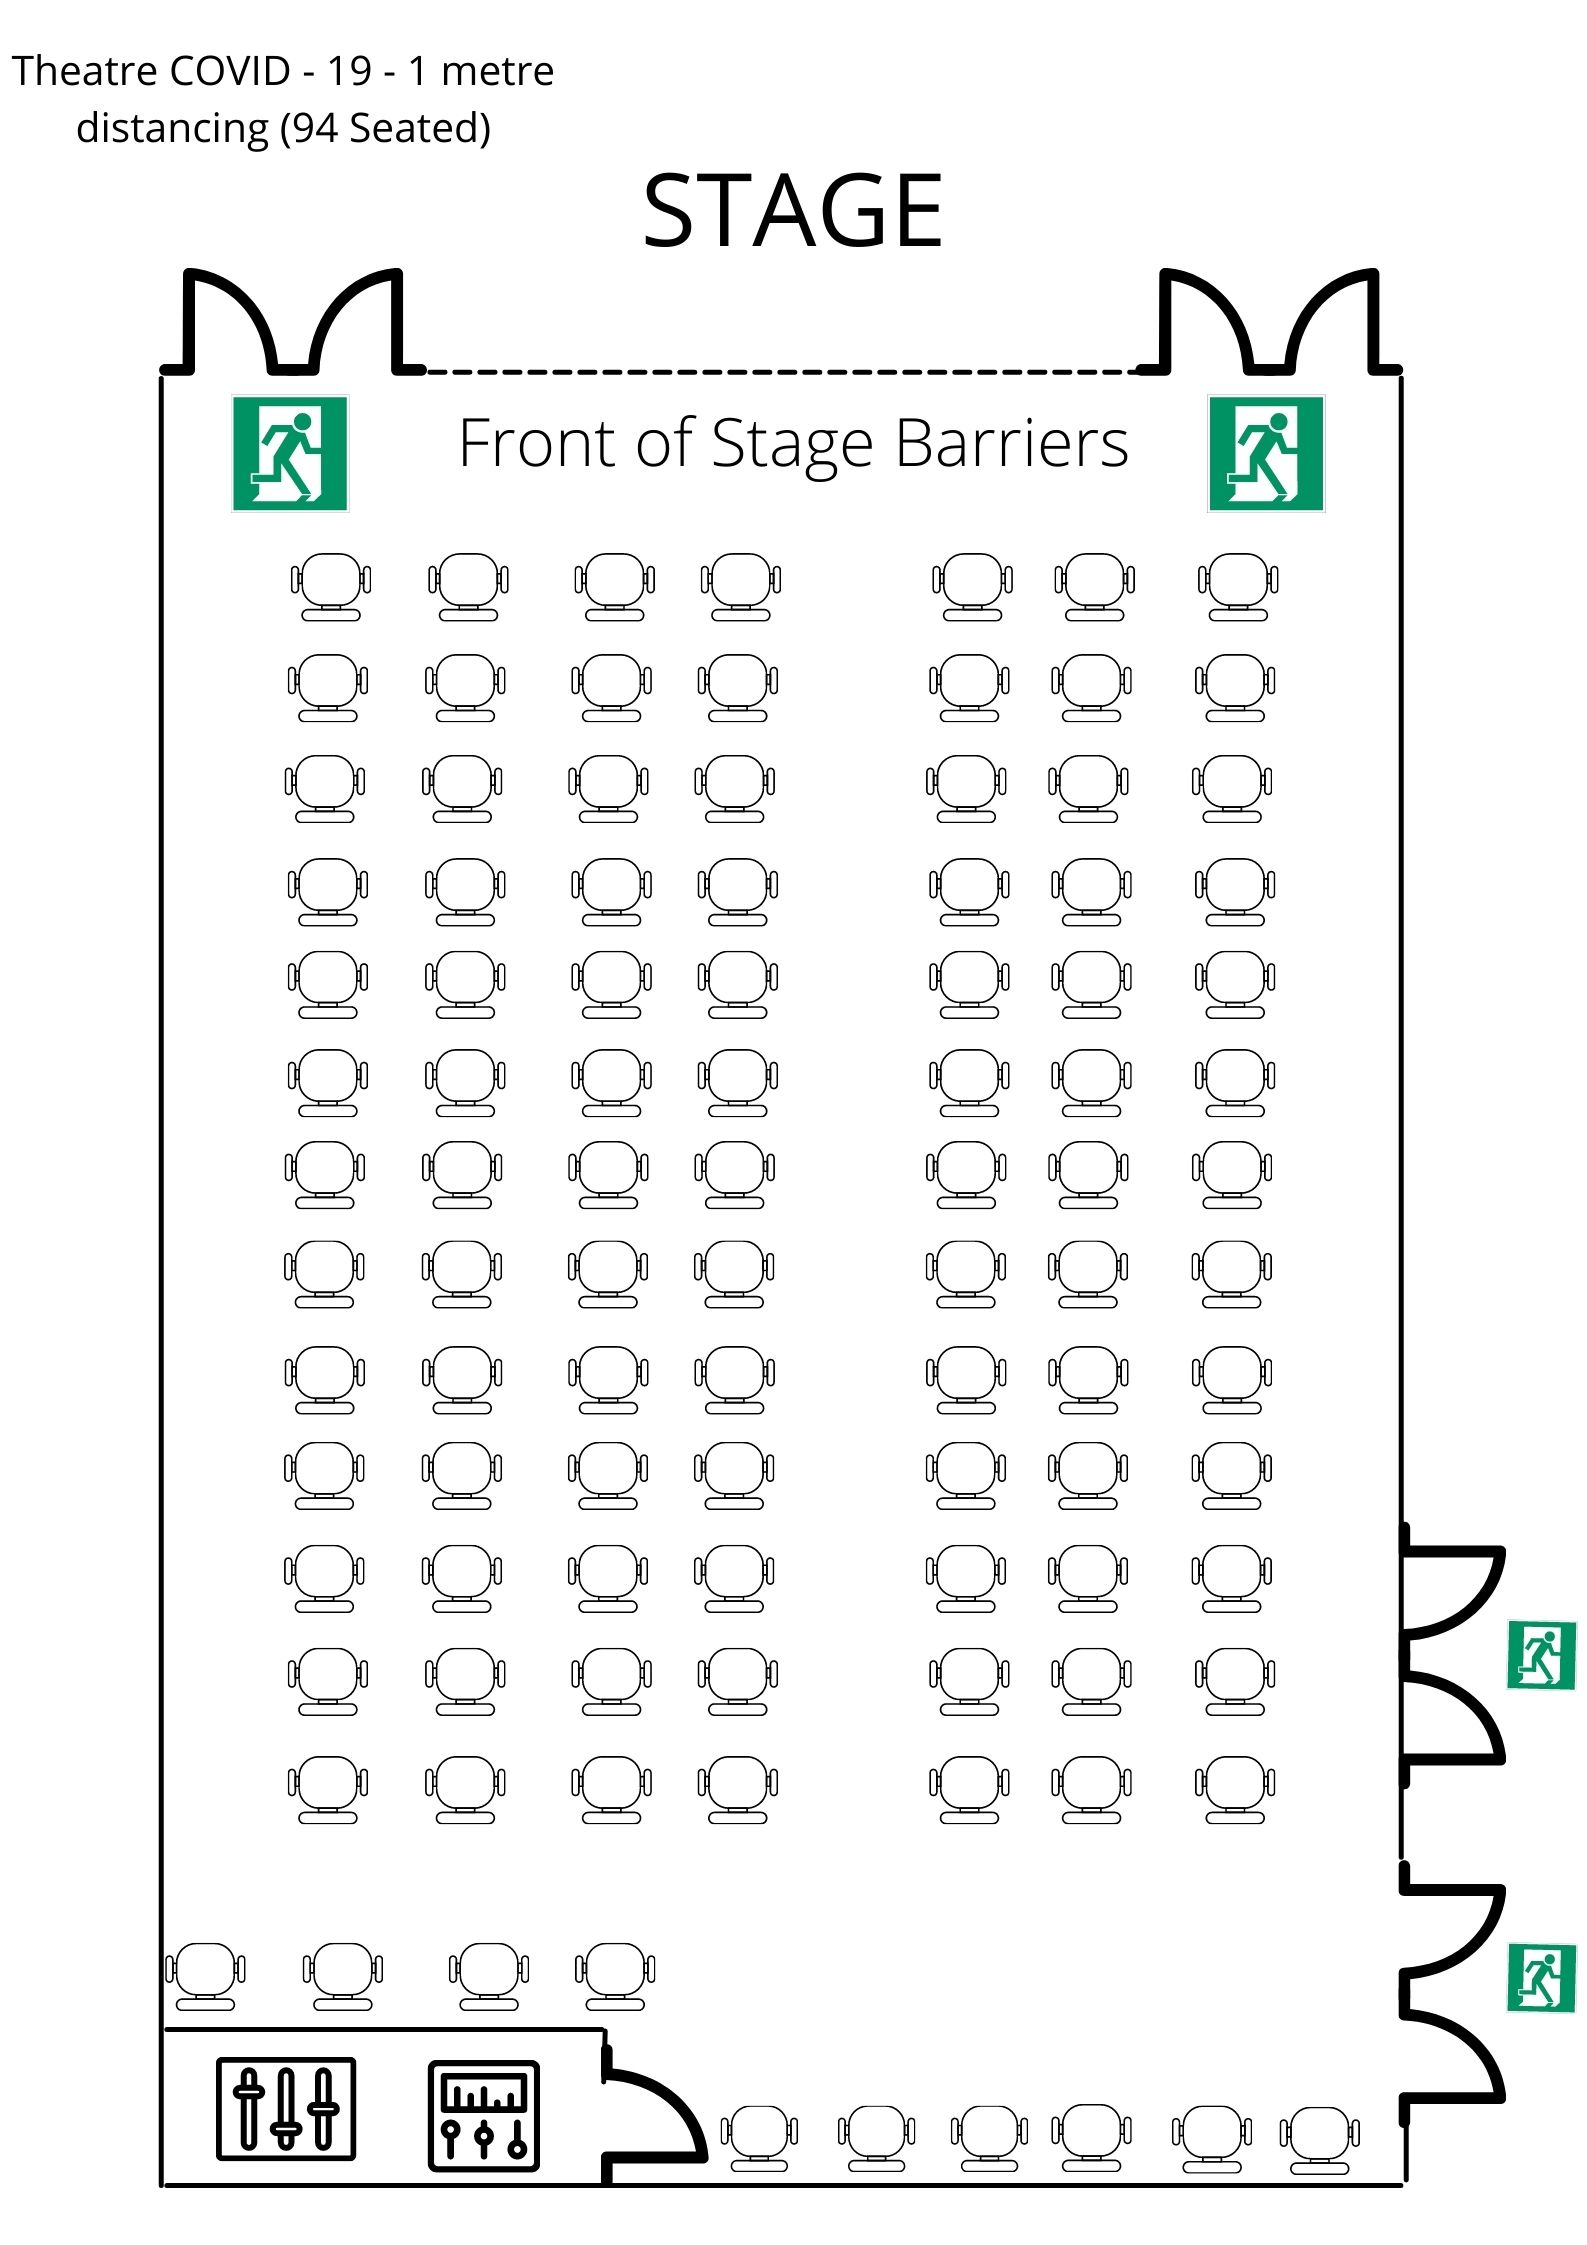 Theatre COVID - 19 - 1 metre
distancing (94 Seated)
STAGE
Front of Stage Barriers